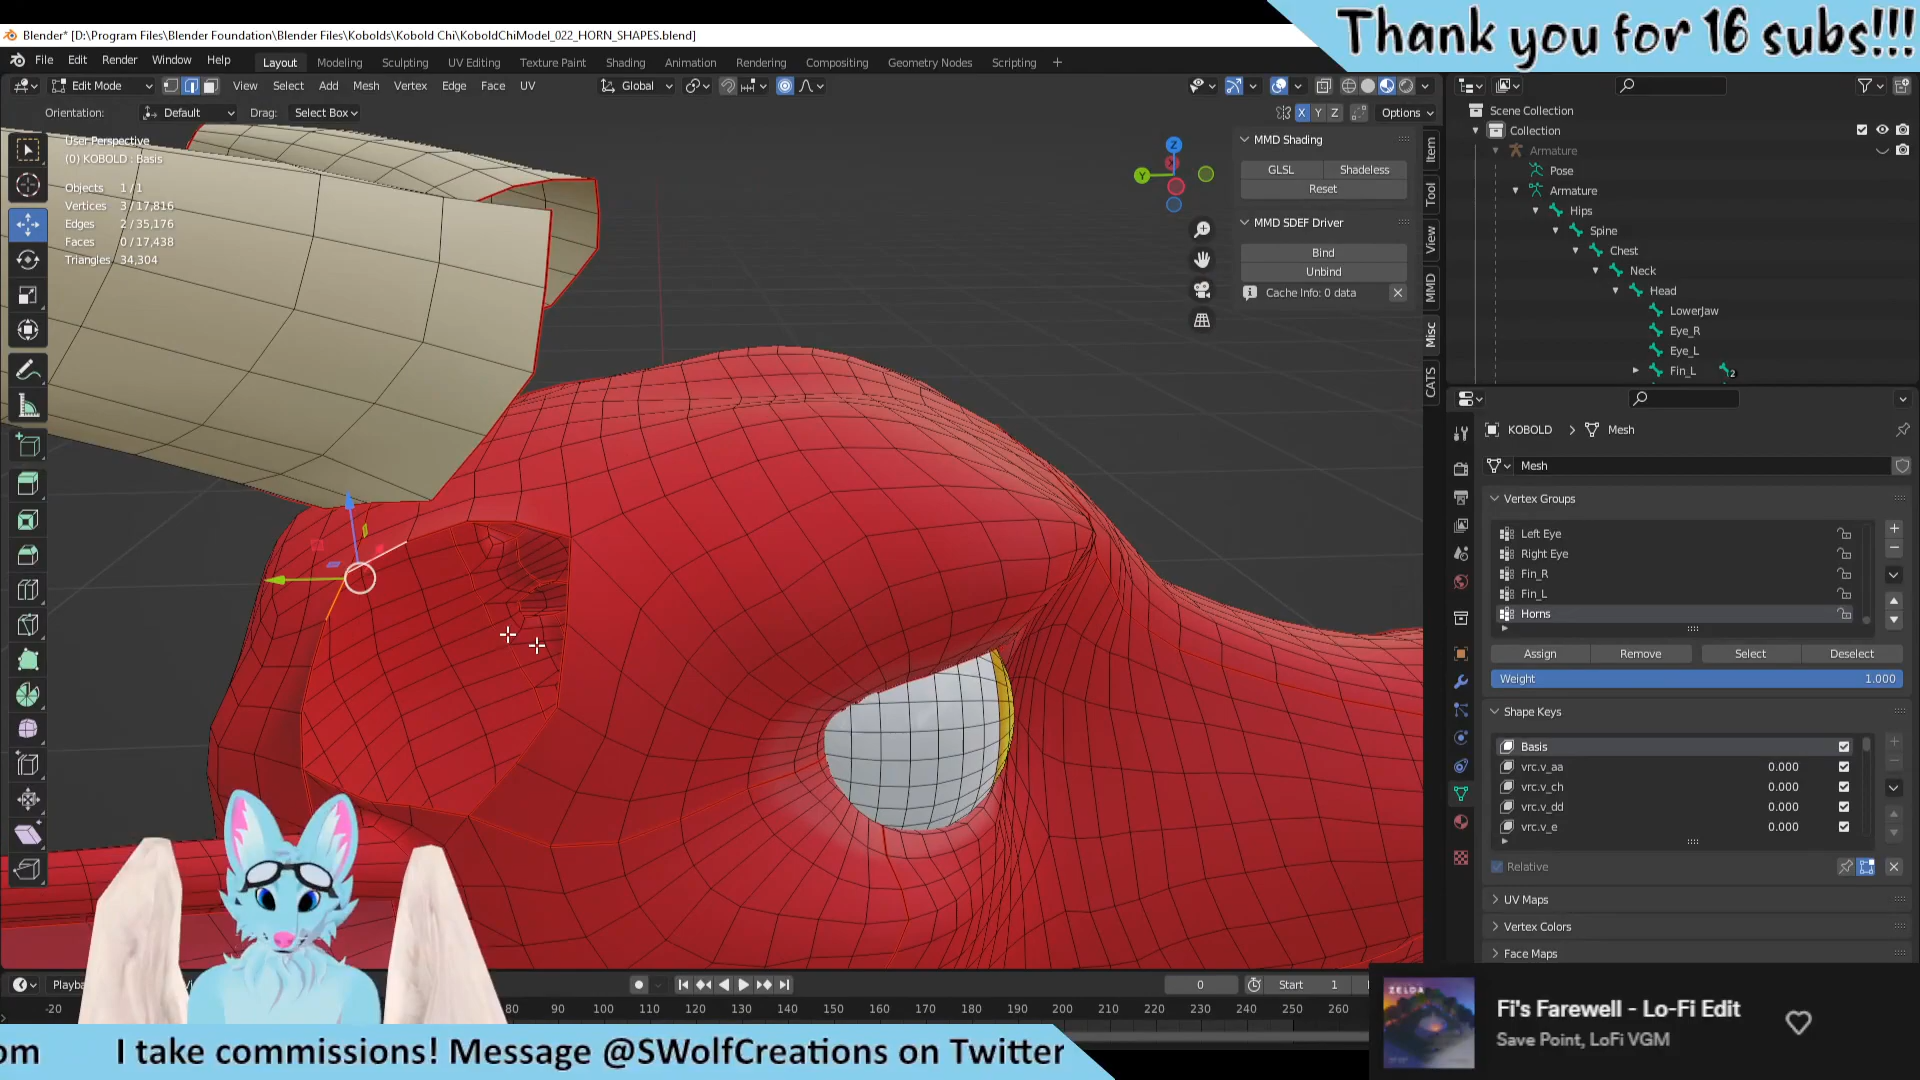 Thank you for 16 subs!!!
Blender* [D:\Program Files\Blender Foundation\Blender Files\Kobolds\Kobold Chi\KoboldChiModel_022_HORN_SHAPES.blend]
File Edit Render Window Help Layout Modeling Sculpting UV Editing Texture Paint Shading Animation Rendering Compositing Geometry Nodes Scripting +
Edit Mode View Select Add Mesh Vertex Edge Face UV Global
Orientation: Default Drag: Select Box X Y Z Options
User Perspective
(0) KOBOLD : Basis
Objects 1/1
Vertices 3/17,816
Edges 2/35,176
Faces 0/17,438
Triangles 34,304
Z
Y
MMD Shading
GLSL Shadeless
Reset
MMD SDEF Driver
Bind
Unbind
Cache Info: 0 data
Item
Tool
View
MMD
Misc
CATS
Scene Collection
Collection
Armature
Pose
Armature
Hips
Spine
Chest
Neck
Head
LowerJaw
Eye_R
Eye_L
Fin_L 2
KOBOLD > Mesh
Mesh
Vertex Groups
Left Eye
Right Eye
Fin_R
Fin_L
Horns
Assign Remove Select Deselect
Weight 1.000
Shape Keys
Basis
vrc.v_aa 0.000
vrc.v_ch 0.000
vrc.v_dd 0.000
vrc.v_e 0.000
Relative
UV Maps
Vertex Colors
Face Maps
Playba 0 Start 1
-20 80 90 100 110 120 130 140 150 160 170 180 190 200 210 220 230 240 250 260
ZELDA
Fi's Farewell - Lo-Fi Edit
Save Point, LoFi VGM
om I take commissions! Message @SWolfCreations on Twitter